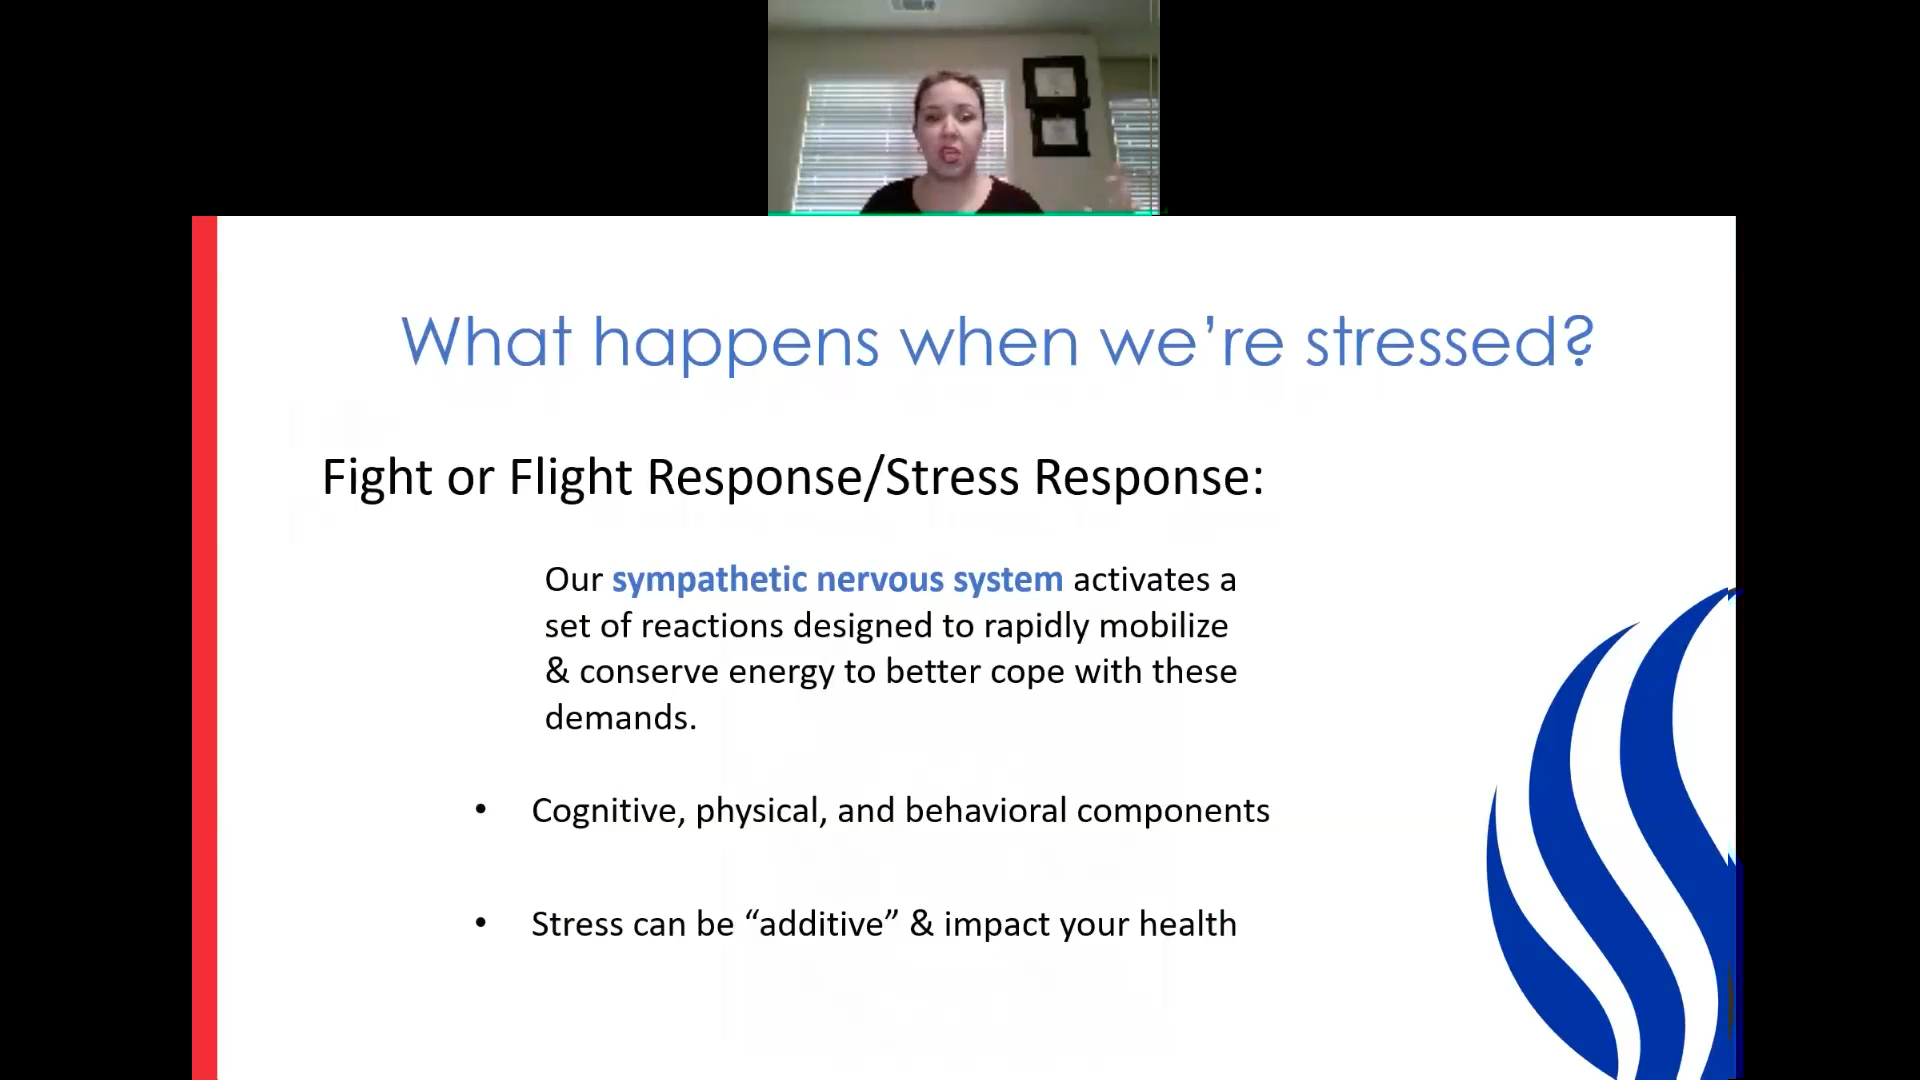 What happens when we’re stressed?
Fight or Flight Response/Stress Response:
Our sympathetic nervous system activates a
set of reactions designed to rapidly mobilize
& conserve energy to better cope with these
demands.
• Cognitive, physical, and behavioral components
• Stress can be “additive” & impact your health